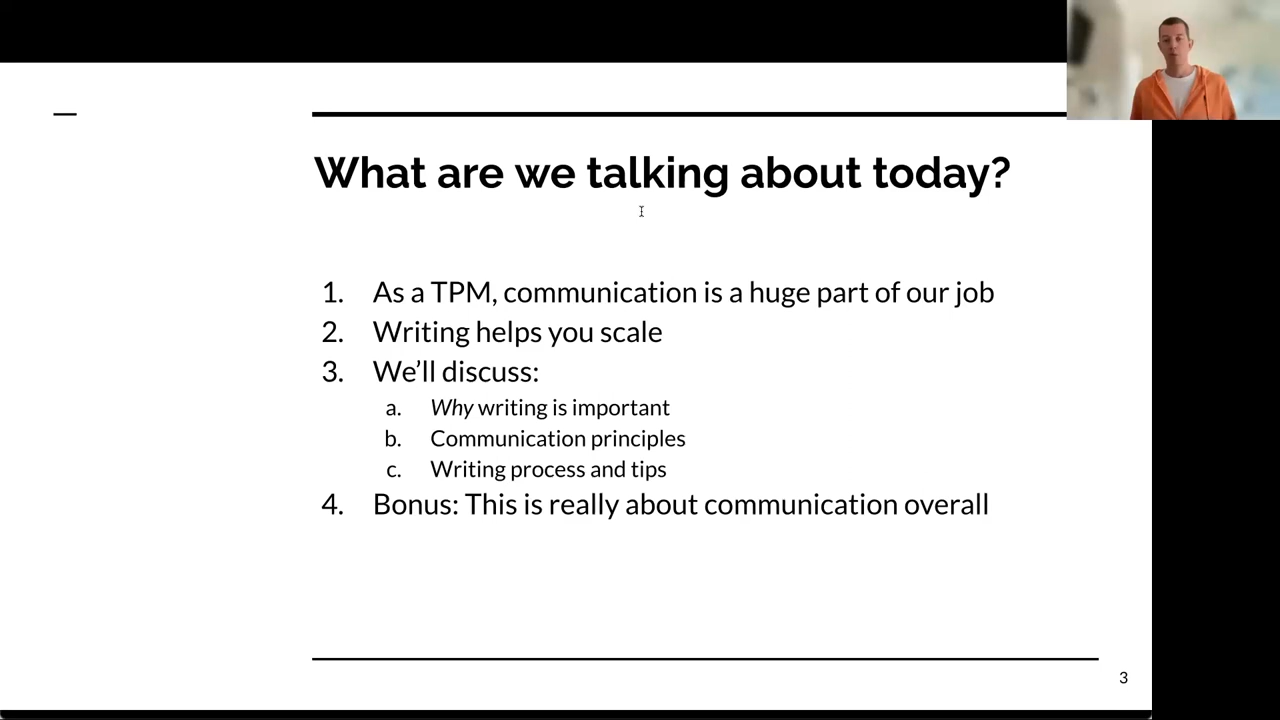 What are we talking about today?
1. As a TPM, communication is a huge part of our job
2. Writing helps you scale
3. We’ll discuss:
a. Why writing is important
b. Communication principles
c. Writing process and tips
4. Bonus: This is really about communication overall
3